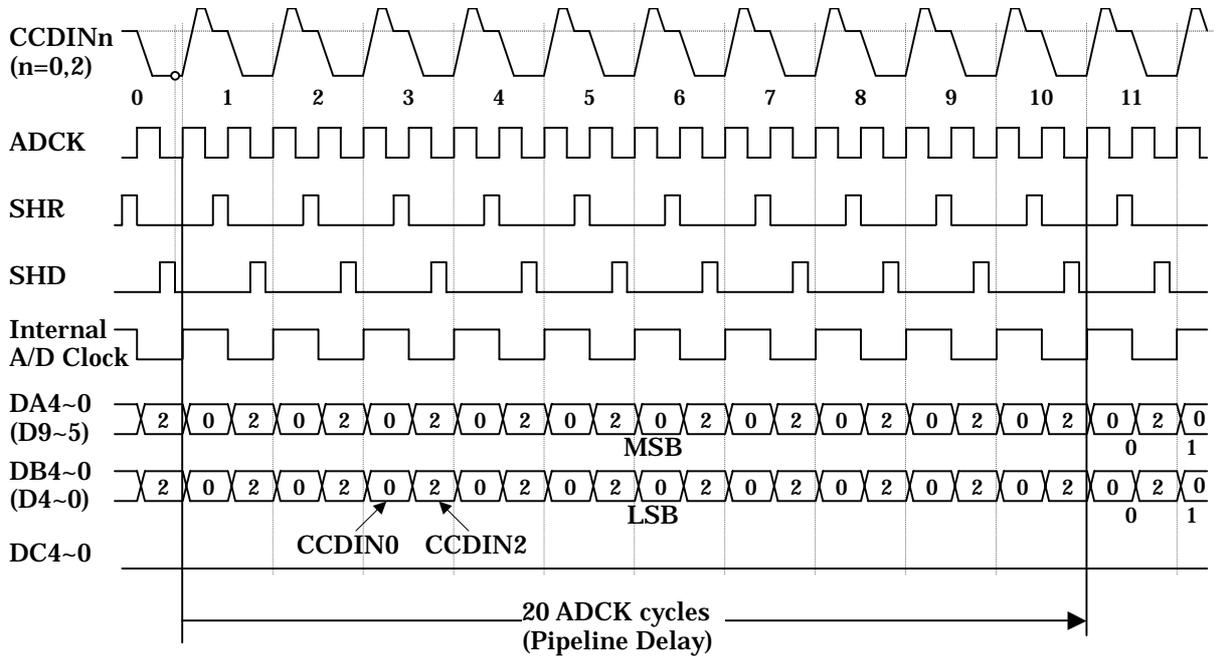 CCDINn
(n=0,2)
0 1 2 3 4 5 6 7 8 9 10 11
ADCK
SHR
SHD
Internal
A/D Clock
DA4~0
(D9~5)
2 0 2 0 2 0 2 0 2 0 2 0 2 0 2 0 2 0 2 0 2 0 2 0
MSB
0 1
DB4~0
(D4~0)
2 0 2 0 2 0 2 0 2 0 2 0 2 0 2 0 2 0 2 0 2 0 2 0
LSB
0 1
CCDIN0 CCDIN2
DC4~0
20 ADCK cycles
(Pipeline Delay)